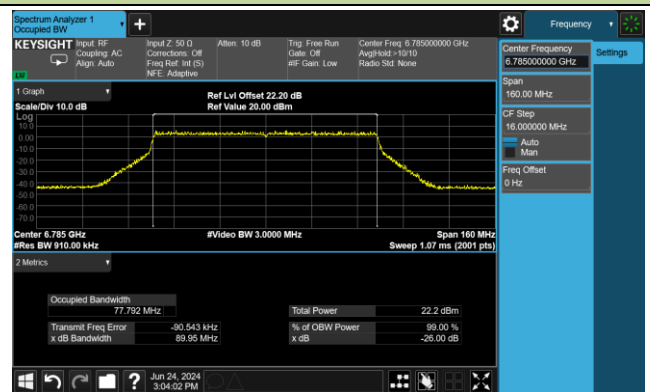 Spectrum Analyzer 1
Occupied BW
Frequency
KEYSIGHT
Input: RF
Coupling: AC
Align: Auto
Input Z: 50 Ω
Corrections: Off
Freq Ref: Int (S)
NFE: Adaptive
Atten: 10 dB
Trig: Free Run
Gate: Off
#IF Gain: Low
Center Freq: 6.785000000 GHz
Avg|Hold:>10/10
Radio Std: None
Center Frequency
6.785000000 GHz
Settings
Span
160.00 MHz
CF Step
16.000000 MHz
Auto
Man
Freq Offset
0 Hz
1 Graph
Scale/Div 10.0 dB
Ref Lvl Offset 22.20 dB
Ref Value 20.00 dBm
Log
10.0
0.00
-10.0
-20.0
-30.0
-40.0
-50.0
-60.0
-70.0
Center 6.785 GHz
#Res BW 910.00 kHz
#Video BW 3.0000 MHz
Span 160 MHz
Sweep 1.07 ms (2001 pts)
2 Metrics
Occupied Bandwidth
77.792 MHz
Total Power 22.2 dBm
Transmit Freq Error -90.543 kHz
% of OBW Power 99.00 %
x dB Bandwidth 89.95 MHz
x dB -26.00 dB
Jun 24, 2024
3:04:02 PM